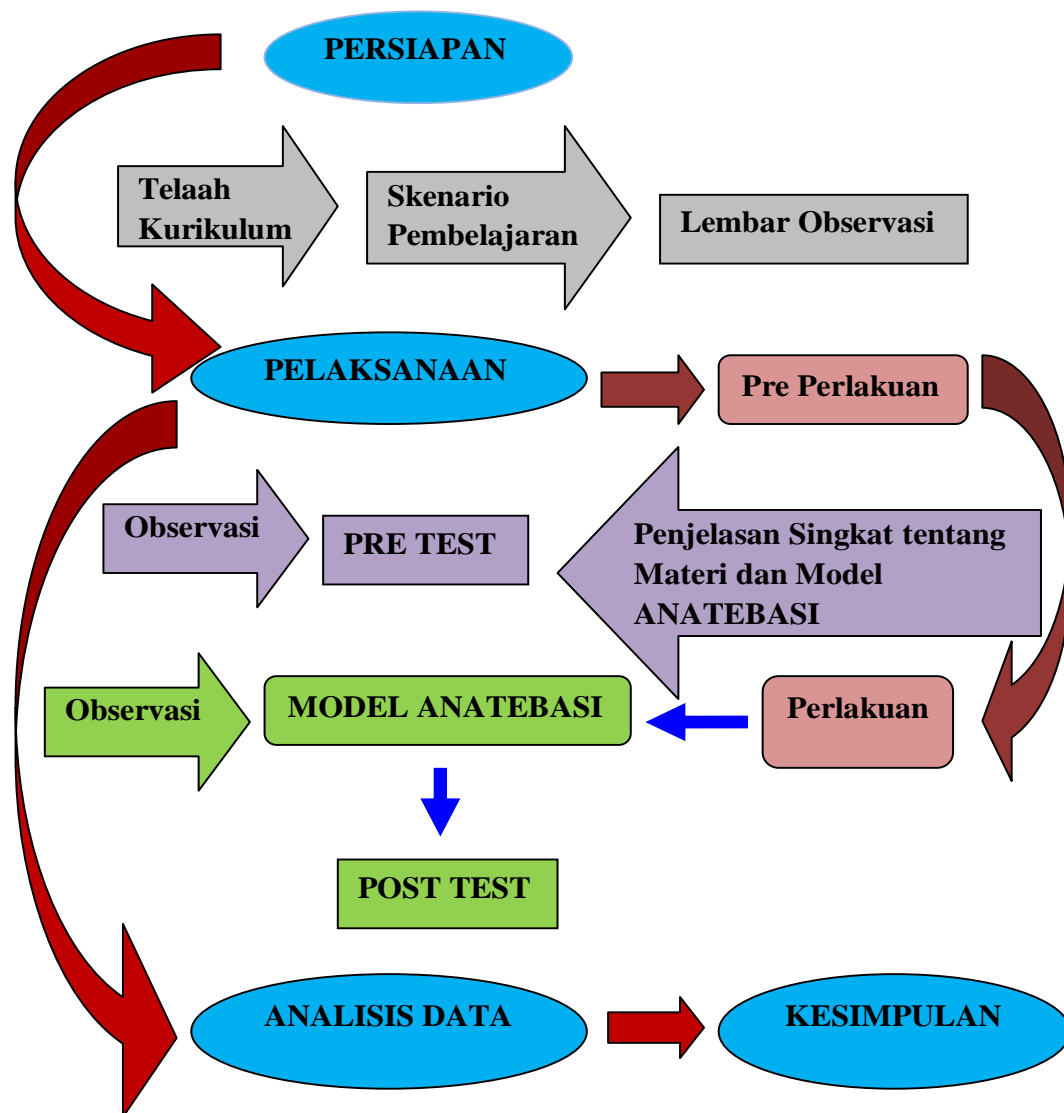 PERSIAPAN
Telaah
Kurikulum
Skenario
Pembelajaran
Lembar Observasi
PELAKSANAAN
Pre Perlakuan
Observasi
PRE TEST
Penjelasan Singkat tentang
Materi dan Model
ANATEBASI
Observasi
MODEL ANATEBASI
Perlakuan
POST TEST
ANALISIS DATA
KESIMPULAN